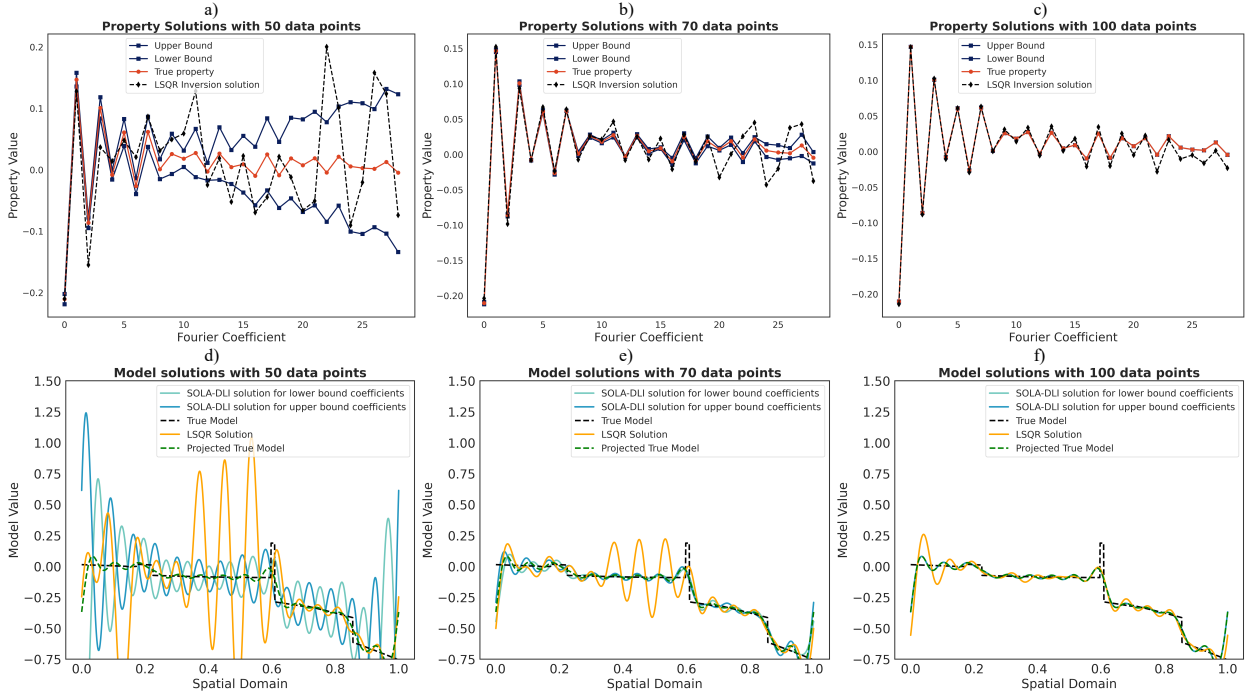 a)
Property Solutions with 50 data points
Upper Bound
Lower Bound
True property
LSQR Inversion solution
Property Value
0.2
0.1
0.0
−0.1
−0.2
0
5
10
15
20
25
Fourier Coefficient
b)
Property Solutions with 70 data points
Upper Bound
Lower Bound
True property
LSQR Inversion solution
Property Value
0.15
0.10
0.05
0.00
−0.05
−0.10
−0.15
−0.20
0
5
10
15
20
25
Fourier Coefficient
c)
Property Solutions with 100 data points
Upper Bound
Lower Bound
True property
LSQR Inversion solution
Property Value
0.15
0.10
0.05
0.00
−0.05
−0.10
−0.15
−0.20
0
5
10
15
20
25
Fourier Coefficient
d)
Model solutions with 50 data points
SOLA-DLI solution for lower bound coefficients
SOLA-DLI solution for upper bound coefficients
True Model
LSQR Solution
Projected True Model
Model Value
1.50
1.25
1.00
0.75
0.50
0.25
0.00
−0.25
−0.50
−0.75
0.0
0.2
0.4
0.6
0.8
1.0
Spatial Domain
e)
Model solutions with 70 data points
SOLA-DLI solution for lower bound coefficients
SOLA-DLI solution for upper bound coefficients
True Model
LSQR Solution
Projected True Model
Model Value
1.50
1.25
1.00
0.75
0.50
0.25
0.00
−0.25
−0.50
−0.75
0.0
0.2
0.4
0.6
0.8
1.0
Spatial Domain
f)
Model solutions with 100 data points
SOLA-DLI solution for lower bound coefficients
SOLA-DLI solution for upper bound coefficients
True Model
LSQR Solution
Projected True Model
Model Value
1.50
1.25
1.00
0.75
0.50
0.25
0.00
−0.25
−0.50
−0.75
0.0
0.2
0.4
0.6
0.8
1.0
Spatial Domain